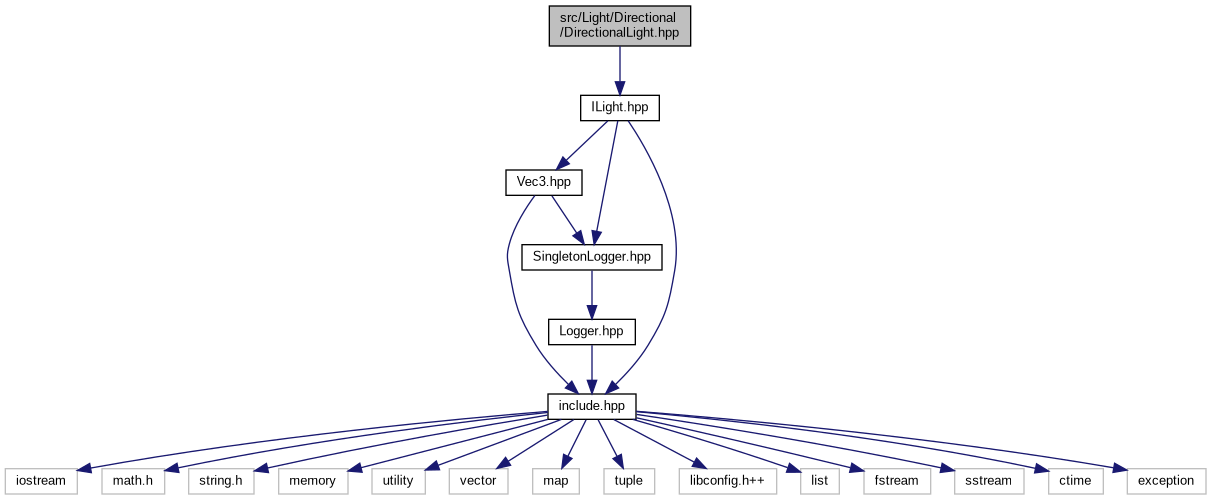 src/Light/Directional
/DirectionalLight.hpp
ILight.hpp
Vec3.hpp
SingletonLogger.hpp
Logger.hpp
include.hpp
iostream
math.h
string.h
memory
utility
vector
map
tuple
libconfig.h++
list
fstream
sstream
ctime
exception